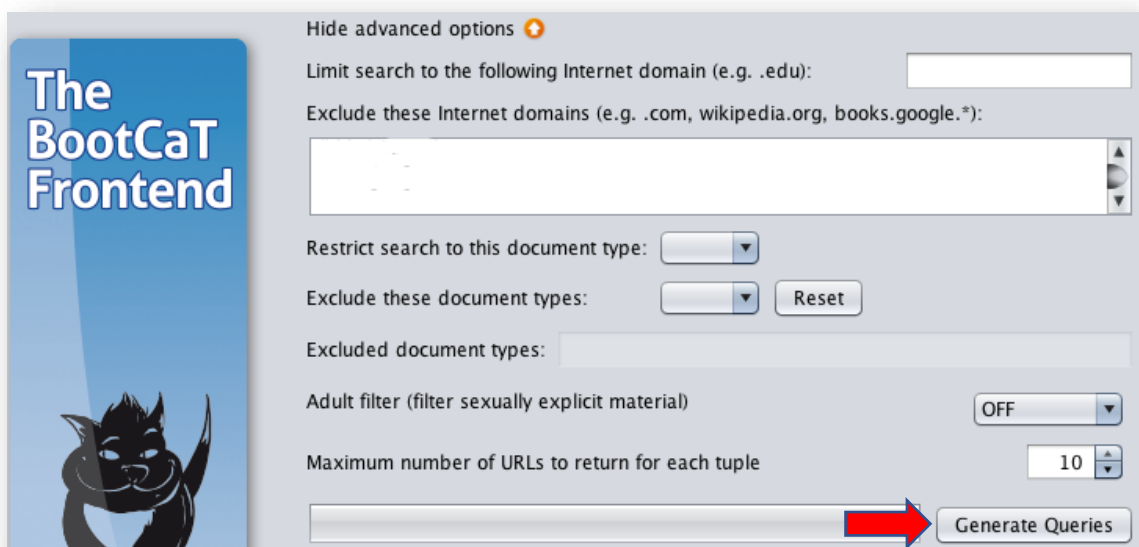 The
BootCaT
Frontend
Hide advanced options
Limit search to the following Internet domain (e.g. .edu):
Exclude these Internet domains (e.g. .com, wikipedia.org, books.google.*):
Restrict search to this document type:
Exclude these document types:
Reset
Excluded document types:
Adult filter (filter sexually explicit material)
OFF
Maximum number of URLs to return for each tuple
10
Generate Queries